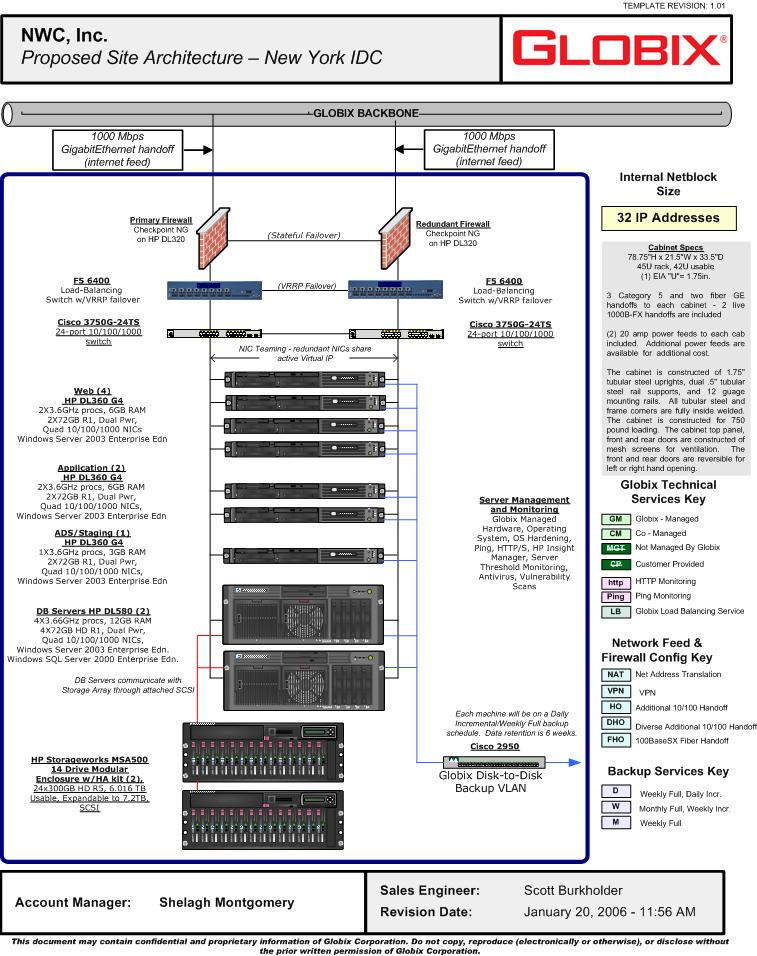 TEMPLATE REVISION: 1.01
NWC, Inc.
Proposed Site Architecture – New York IDC
GLOBIX®
GLOBIX BACKBONE
1000 Mbps
GigabitEthernet handoff
(internet feed)
1000 Mbps
GigabitEthernet handoff
(internet feed)
Primary Firewall
Checkpoint NG
on HP DL320
(Stateful Failover)
Redundant Firewall
Checkpoint NG
on HP DL320
F5 6400
Load-Balancing
Switch w/VRRP failover
(VRRP Failover)
F5 6400
Load-Balancing
Switch w/VRRP failover
Cisco 3750G-24TS
24-port 10/100/1000
switch
Cisco 3750G-24TS
24-port 10/100/1000
switch
NIC Teaming - redundant NICs share
active Virtual IP
Web (4)
HP DL360 G4
2X3.6GHz procs, 6GB RAM
2X72GB R1, Dual Pwr,
Quad 10/100/1000 NICs
Windows Server 2003 Enterprise Edn
Application (2)
HP DL360 G4
2X3.6GHz procs, 6GB RAM
2X72GB R1, Dual Pwr,
Quad 10/100/1000 NICs,
Windows Server 2003 Enterprise Edn
ADS/Staging (1)
HP DL360 G4
1X3.6GHz procs, 3GB RAM
2X72GB R1, Dual Pwr,
Quad 10/100/1000 NICs,
Windows Server 2003 Enterprise Edn
DB Servers HP DL580 (2)
4X3.66GHz procs, 12GB RAM
4X72GB HD R1, Dual Pwr,
Quad 10/100/1000 NICs,
Windows Server 2003 Enterprise Edn.
Windows SQL Server 2000 Enterprise Edn.
DB Servers communicate with
Storage Array through attached SCSI
HP Storageworks MSA500
14 Drive Modular
Enclosure w/HA kit (2),
24x300GB HD R5, 6.016 TB
Usable, Expandable to 7.2TB,
SCSI
Server Management
and Monitoring
Globix Managed
Hardware, Operating
System, OS Hardening,
Ping, HTTP/S, HP Insight
Manager, Server
Threshold Monitoring,
Antivirus, Vulnerability
Scans
Each machine will be on a Daily
Incremental/Weekly Full backup
schedule. Data retention is 6 weeks.
Cisco 2950
Globix Disk-to-Disk
Backup VLAN
Internal Netblock
Size
32 IP Addresses
Cabinet Specs
78.75"H x 21.5"W x 33.5"D
45U rack, 42U usable
(1) EIA "U"= 1.75in.
3 Category 5 and two fiber GE
handoffs to each cabinet - 2 live
1000B-FX handoffs are included
(2) 20 amp power feeds to each cab
included. Additional power feeds are
available for additional cost.
The cabinet is constructed of 1.75"
tubular steel uprights, dual .5" tubular
steel rail supports, and 12 guage
mounting rails. All tubular steel and
frame corners are fully inside welded.
The cabinet is constructed for 750
pound loading. The cabinet top panel,
front and rear doors are constructed of
mesh screens for ventilation. The
front and rear doors are reversible for
left or right hand opening.
Globix Technical
Services Key
GM Globix - Managed
CM Co - Managed
MGT Not Managed By Globix
CP Customer Provided
http HTTP Monitoring
Ping Ping Monitoring
LB Globix Load Balancing Service
Network Feed &
Firewall Config Key
NAT Net Address Translation
VPN VPN
HO Additional 10/100 Handoff
DHO Diverse Additional 10/100 Handoff
FHO 100BaseSX Fiber Handoff
Backup Services Key
D Weekly Full, Daily Incr.
W Monthly Full, Weekly Incr.
M Weekly Full
Account Manager: Shelagh Montgomery
Sales Engineer: Scott Burkholder
Revision Date: January 20, 2006 - 11:56 AM
This document may contain confidential and proprietary information of Globix Corporation. Do not copy, reproduce (electronically or otherwise), or disclose without
the prior written permission of Globix Corporation.